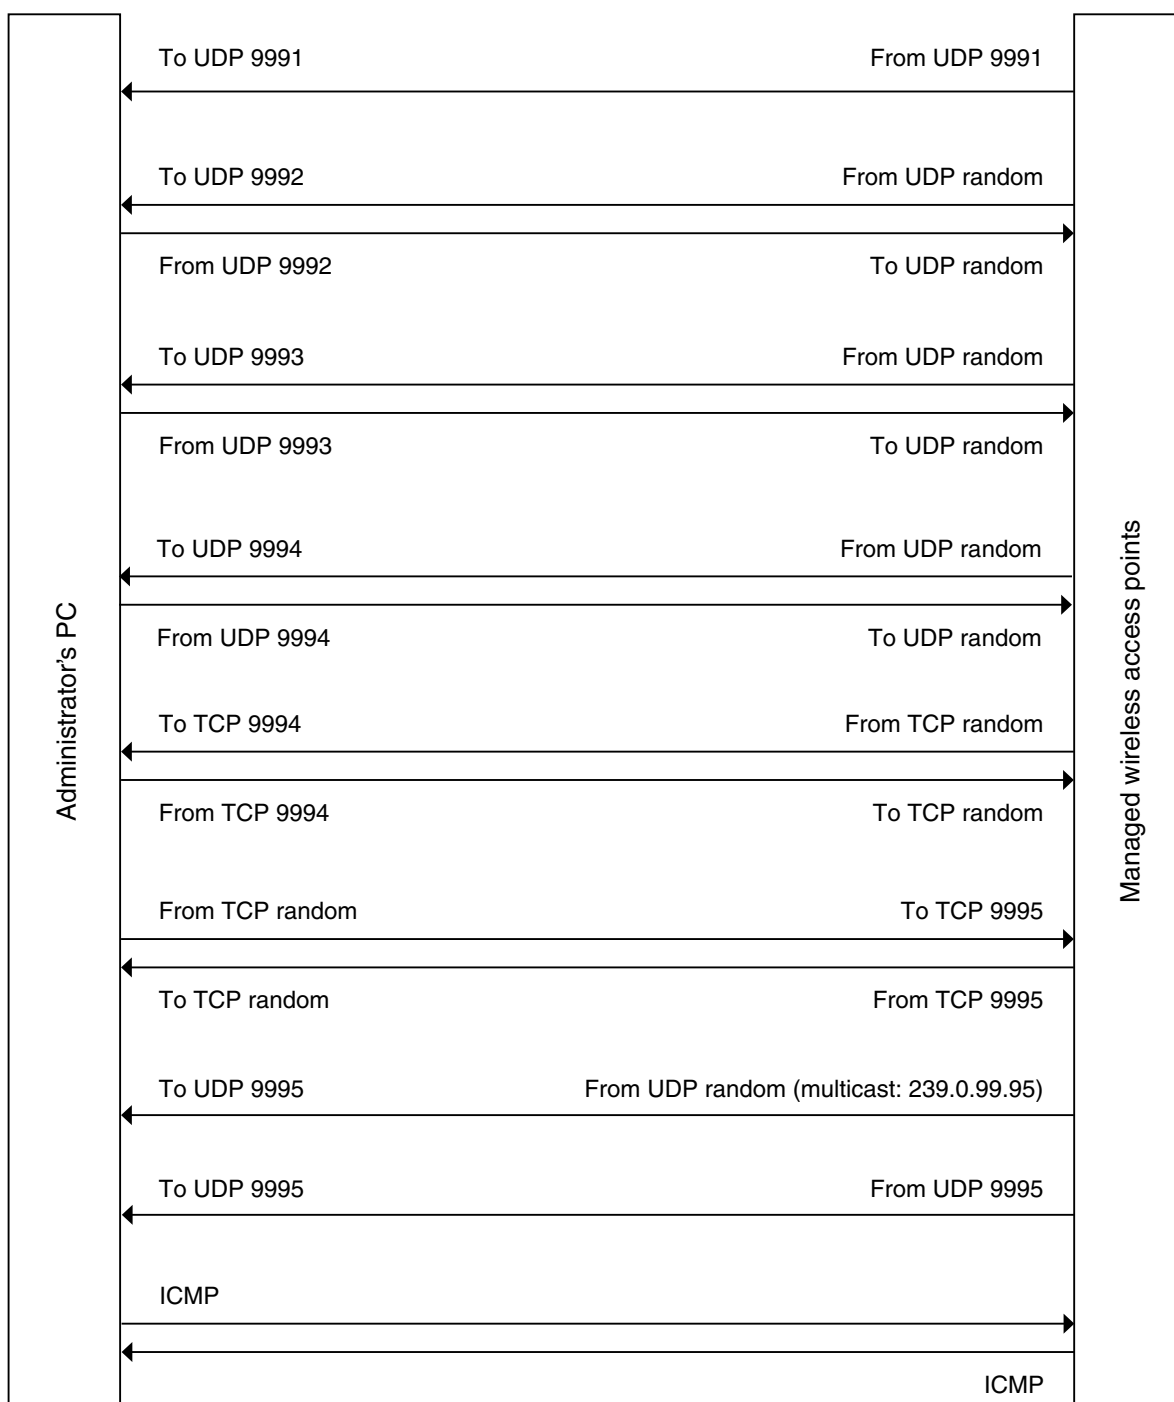 To UDP 9991 From UDP 9991
To UDP 9992 From UDP random
From UDP 9992 To UDP random
To UDP 9993 From UDP random
From UDP 9993 To UDP random
To UDP 9994 From UDP random
From UDP 9994 To UDP random
To TCP 9994 From TCP random
From TCP 9994 To TCP random
From TCP random To TCP 9995
To TCP random From TCP 9995
To UDP 9995 From UDP random (multicast: 239.0.99.95)
To UDP 9995 From UDP 9995
ICMP
ICMP
Administrator's PC
Managed wireless access points